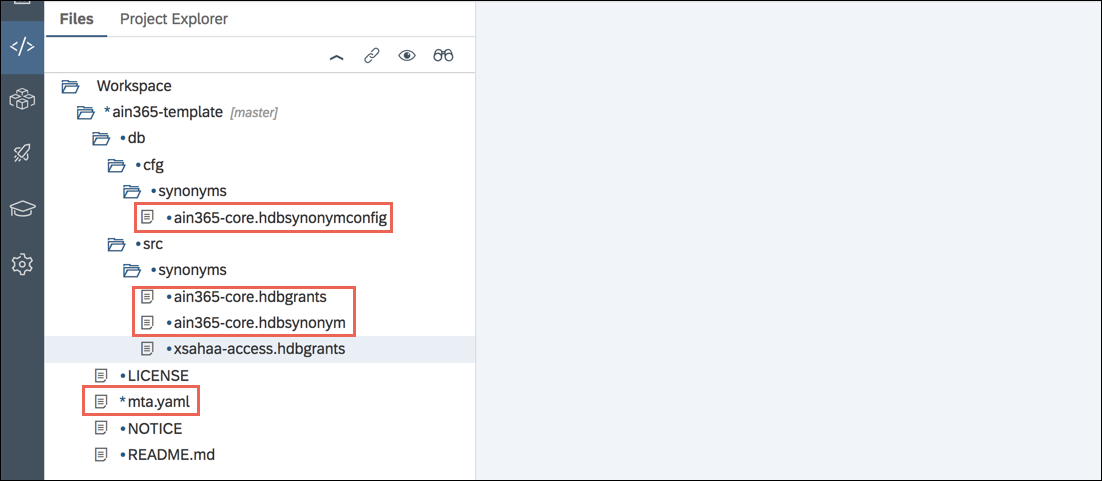 Files Project Explorer
Workspace
*ain365-template [master]
•db
•cfg
•synonyms
•ain365-core.hdbsynonymconfig
•src
•synonyms
•ain365-core.hdbgrants
•ain365-core.hdbsynonym
•xsahaa-access.hdbgrants
•LICENSE
*mta.yaml
•NOTICE
•README.md